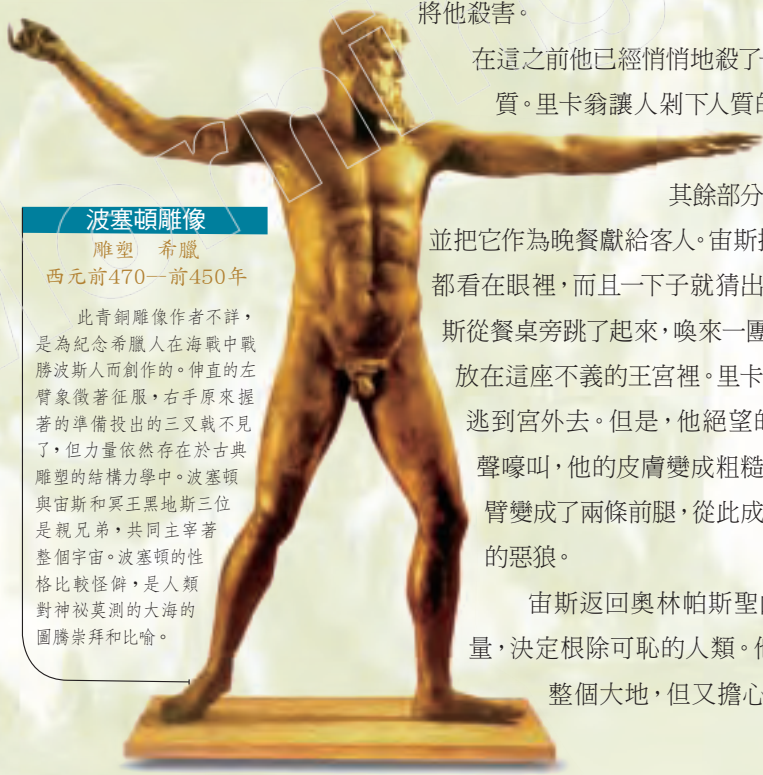 將他殺害。
在這之前他已經悄悄地殺了
質。里卡翁讓人剁下人質的
其餘部分
並把它作為晚餐獻給客人。宙斯
都看在眼裡，而且一下子就猜出
斯從餐桌旁跳了起來，喚來一團
放在這座不義的王宮裡。里卡
逃到宮外去。但是，他絕望的
聲嚎叫，他的皮膚變成粗糙
臂變成了兩條前腿，從此成
的惡狼。
宙斯返回奧林帕斯聖山
量，決定根除可恥的人類。他
整個大地，但又擔心
波塞頓雕像
雕塑　希臘
西元前470—前450年
此青銅雕像作者不詳，
是為紀念希臘人在海戰中戰
勝波斯人而創作的。伸直的左
臂象徵著征服，右手原來握
著的準備投出的三叉戟不見
了，但力量依然存在於古典
雕塑的結構力學中。波塞頓
與宙斯和冥王黑地斯三位
是親兄弟，共同主宰著
整個宇宙。波塞頓的性
格比較怪僻，是人類
對神祕莫測的大海的
圖騰崇拜和比喻。